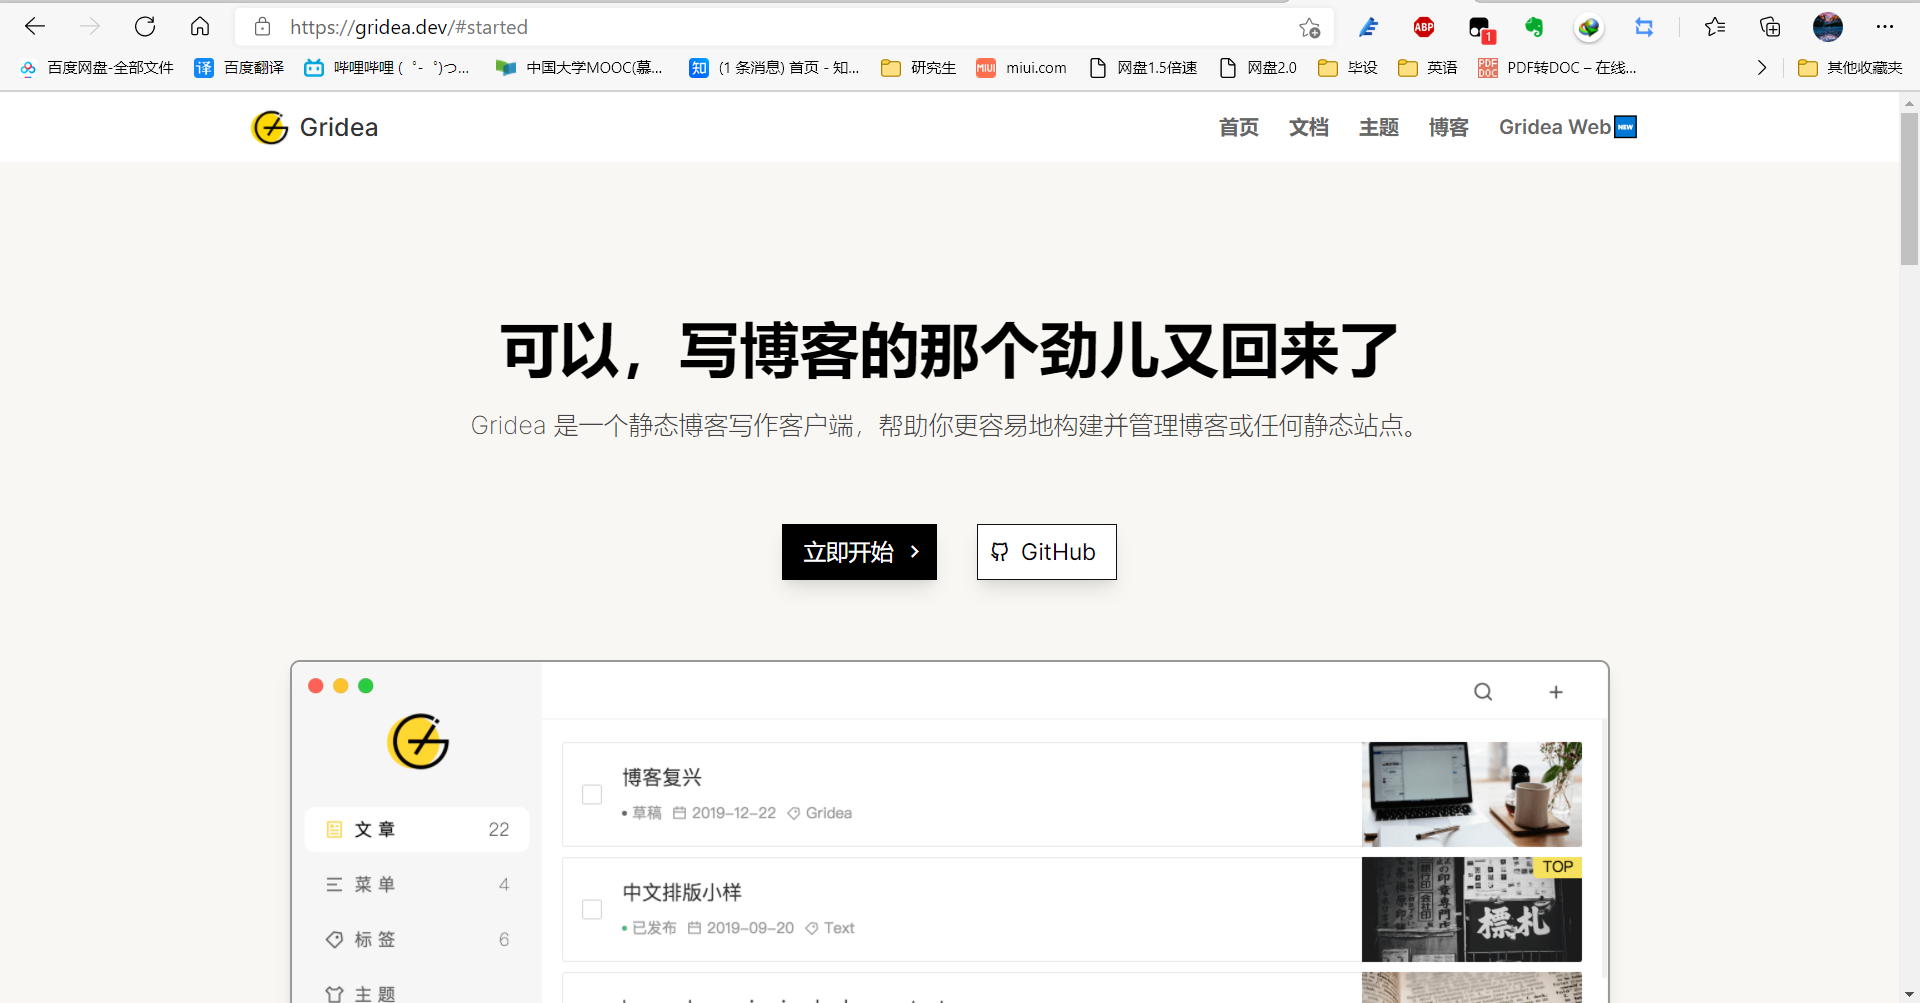 https://gridea.dev/#started
ABP
1
百度网盘-全部文件
译 百度翻译
哔哩哔哩 ( ゜- ゜)つ...
中国大学MOOC(慕...
知 (1 条消息) 首页 - 知...
研究生
MIUI miui.com
网盘1.5倍速
网盘2.0
毕设
英语
PDF DOC PDF转DOC – 在线...
其他收藏夹
Gridea
首页 文档 主题 博客 Gridea Web NEW
可以，写博客的那个劲儿又回来了
Gridea 是一个静态博客写作客户端，帮助你更容易地构建并管理博客或任何静态站点。
立即开始
GitHub
文章 22
菜单 4
标签 6
主题
博客复兴
草稿 2019-12-22 Gridea
中文排版小样
已发布 2019-09-20 Text
TOP
標札